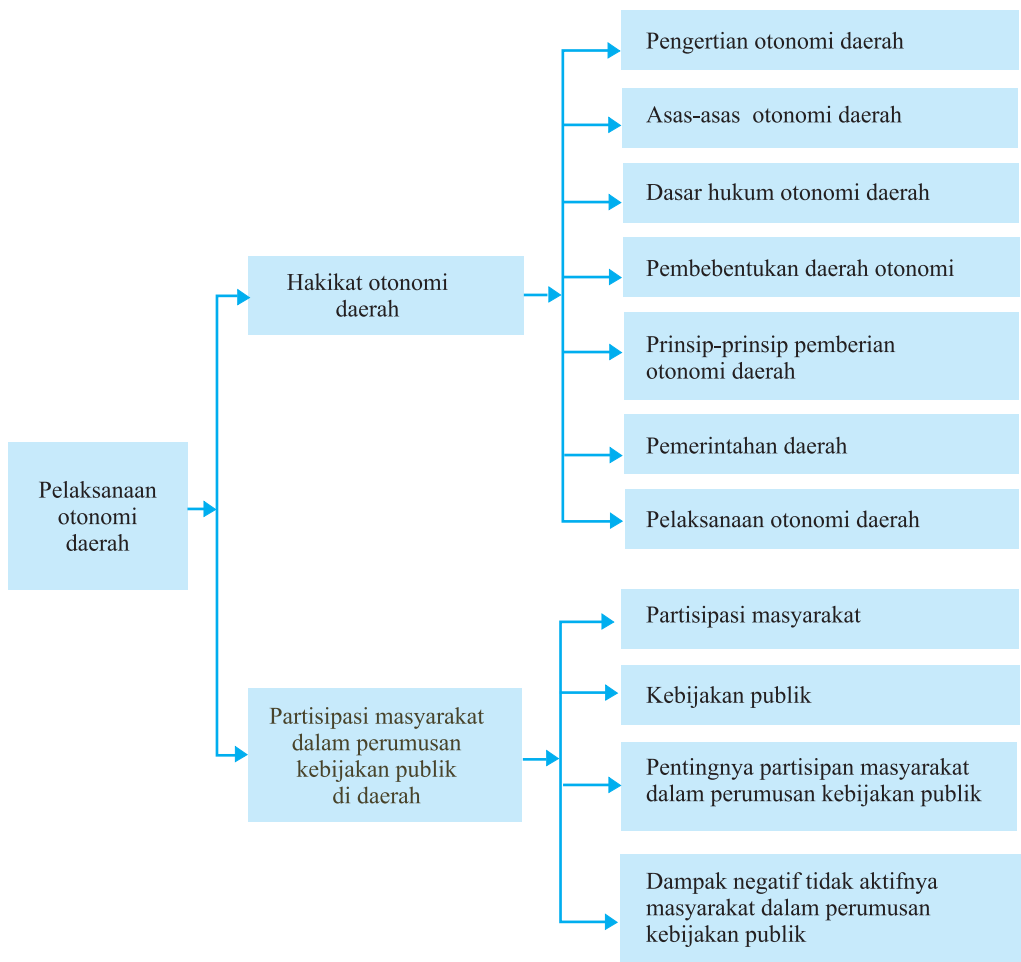 Pelaksanaan
otonomi
daerah
Hakikat otonomi
daerah
Pengertian otonomi daerah
Asas-asas otonomi daerah
Dasar hukum otonomi daerah
Pembebentukan daerah otonomi
Prinsip-prinsip pemberian
otonomi daerah
Pemerintahan daerah
Pelaksanaan otonomi daerah
Partisipasi masyarakat
dalam perumusan
kebijakan publik
di daerah
Partisipasi masyarakat
Kebijakan publik
Pentingnya partisipan masyarakat
dalam perumusan kebijakan publik
Dampak negatif tidak aktifnya
masyarakat dalam perumusan
kebijakan publik